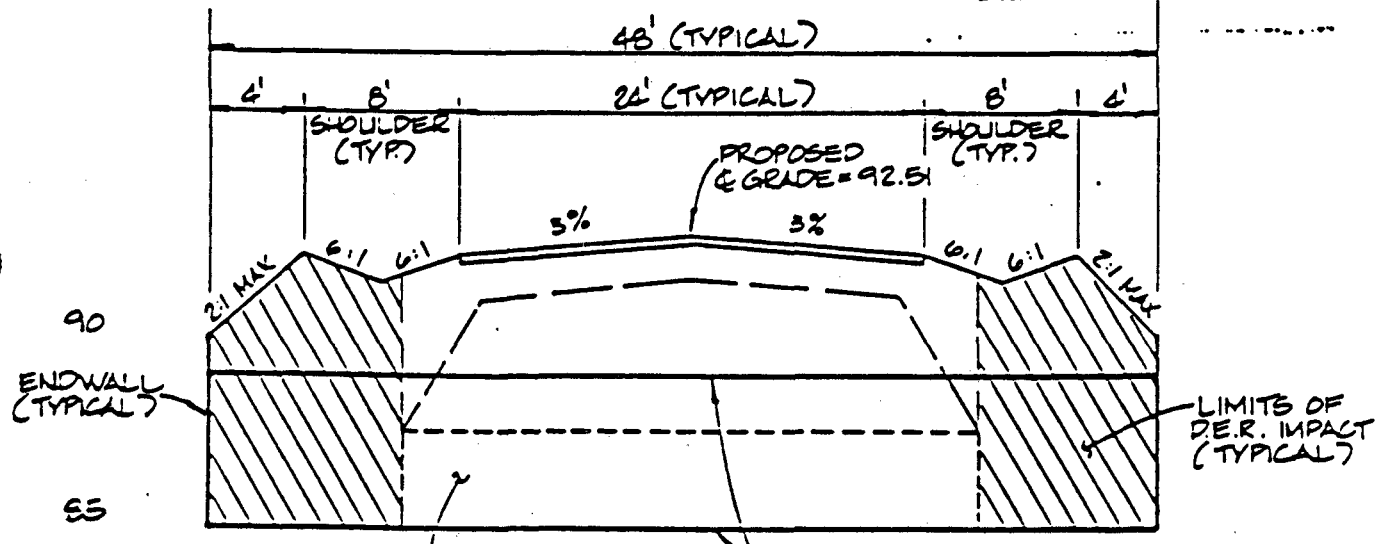 48' (TYPICAL)
4'
8'
24' (TYPICAL)
8'
4'
SHOULDER
(TYP.)
SHOULDER
(TYP.)
PROPOSED
℄ GRADE = 92.51
3%
3%
6:1
6:1
6:1
6:1
2:1 MAX
2:1 MAX
90
ENDWALL
(TYPICAL)
LIMITS OF
D.E.R. IMPACT
(TYPICAL)
85